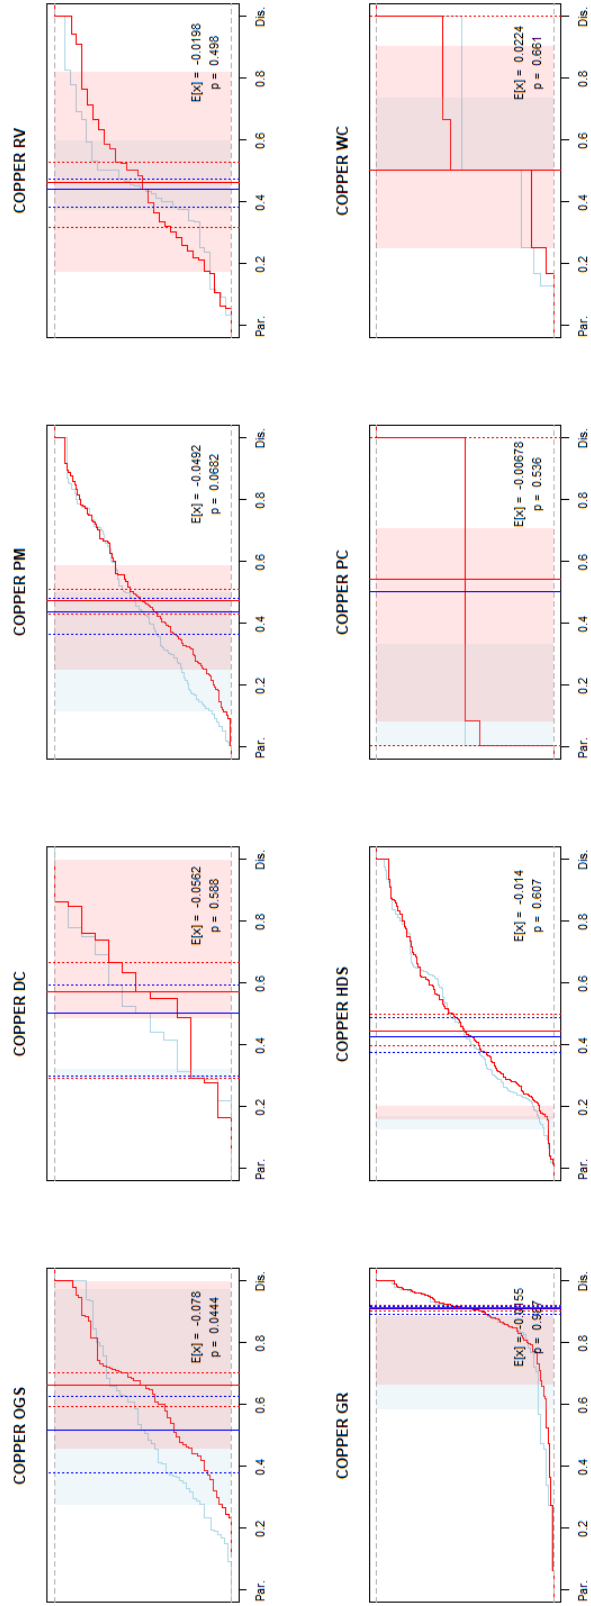 COPPER OGS
E[x] = -0.078
p = 0.0444
Par. 0.2 0.4 0.6 0.8 Dis.
COPPER DC
E[x] = -0.0562
p = 0.588
Par. 0.2 0.4 0.6 0.8 Dis.
COPPER PM
E[x] = -0.0492
p = 0.0682
Par. 0.2 0.4 0.6 0.8 Dis.
COPPER RV
E[x] = -0.0198
p = 0.498
Par. 0.2 0.4 0.6 0.8 Dis.
COPPER GR
E[x] =
p =
Par. 0.2 0.4 0.6 0.8 Dis.
COPPER HDS
E[x] = -0.014
p = 0.607
Par. 0.2 0.4 0.6 0.8 Dis.
COPPER PC
E[x] = -0.00678
p = 0.536
Par. 0.2 0.4 0.6 0.8 Dis.
COPPER WC
E[x] = 0.0224
p = 0.661
Par. 0.2 0.4 0.6 0.8 Dis.